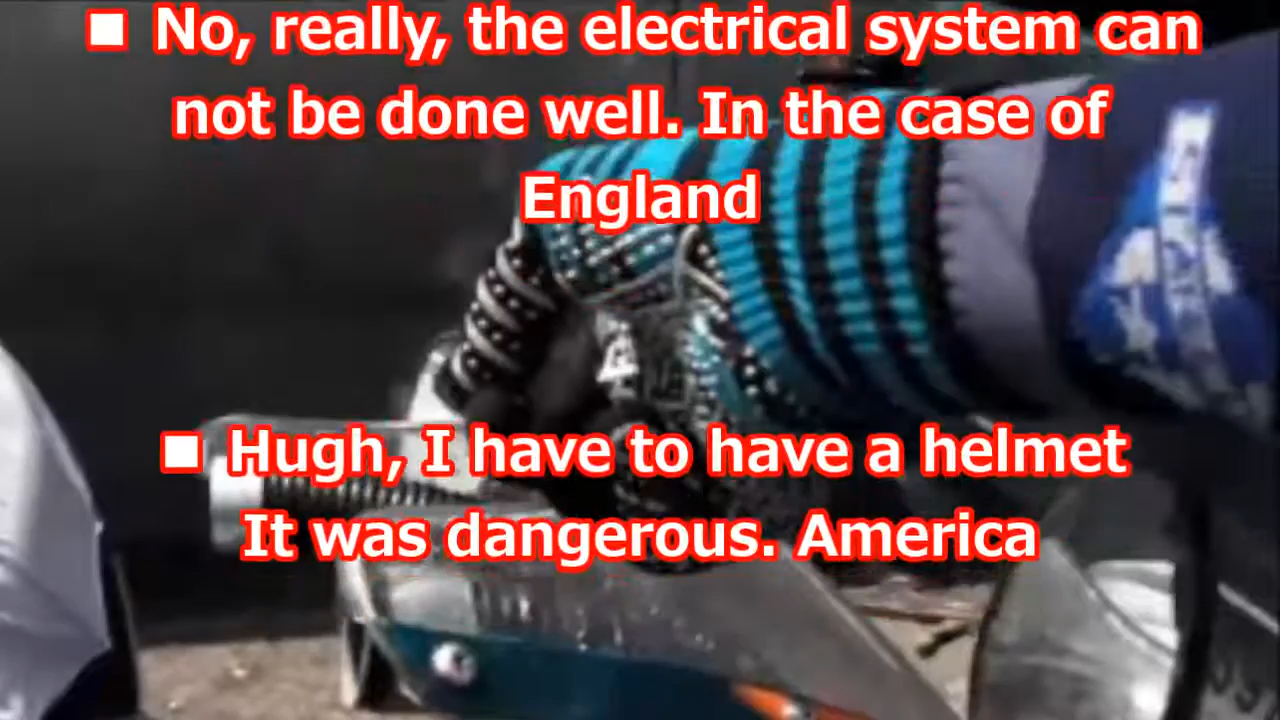 ■ No, really, the electrical system can
not be done well. In the case of
England
■ Hugh, I have to have a helmet
It was dangerous. America